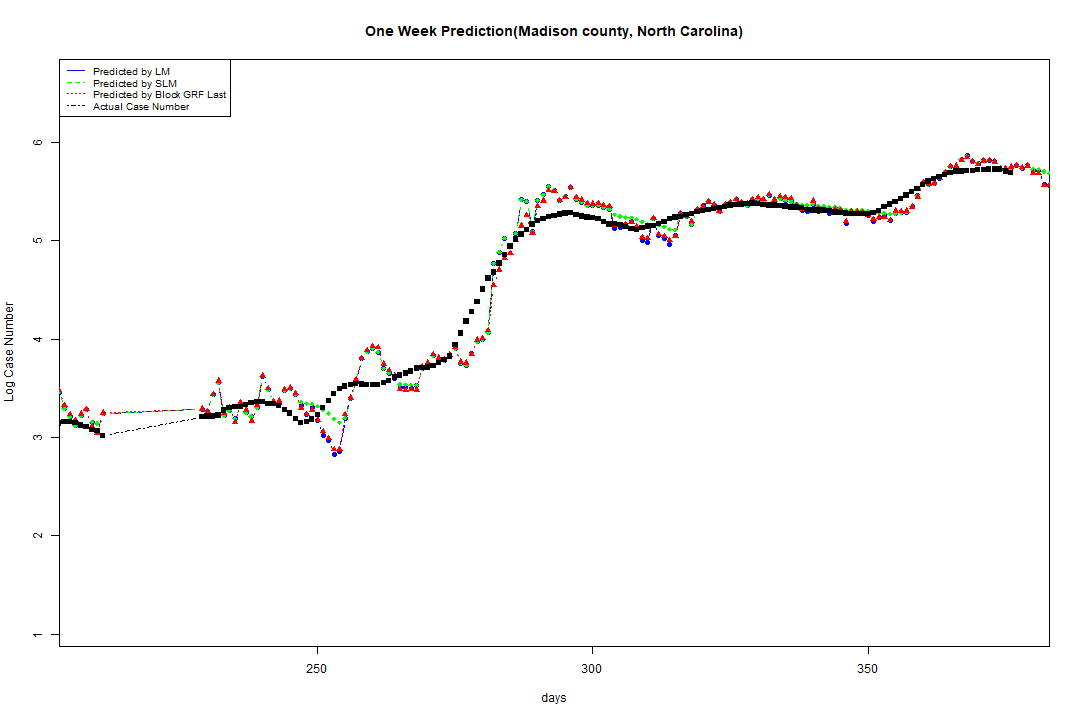 One Week Prediction(Madison county, North Carolina)
Predicted by LM
Predicted by SLM
Predicted by Block GRF Last
Actual Case Number
Log Case Number
6
5
4
3
2
1
250 300 350
days